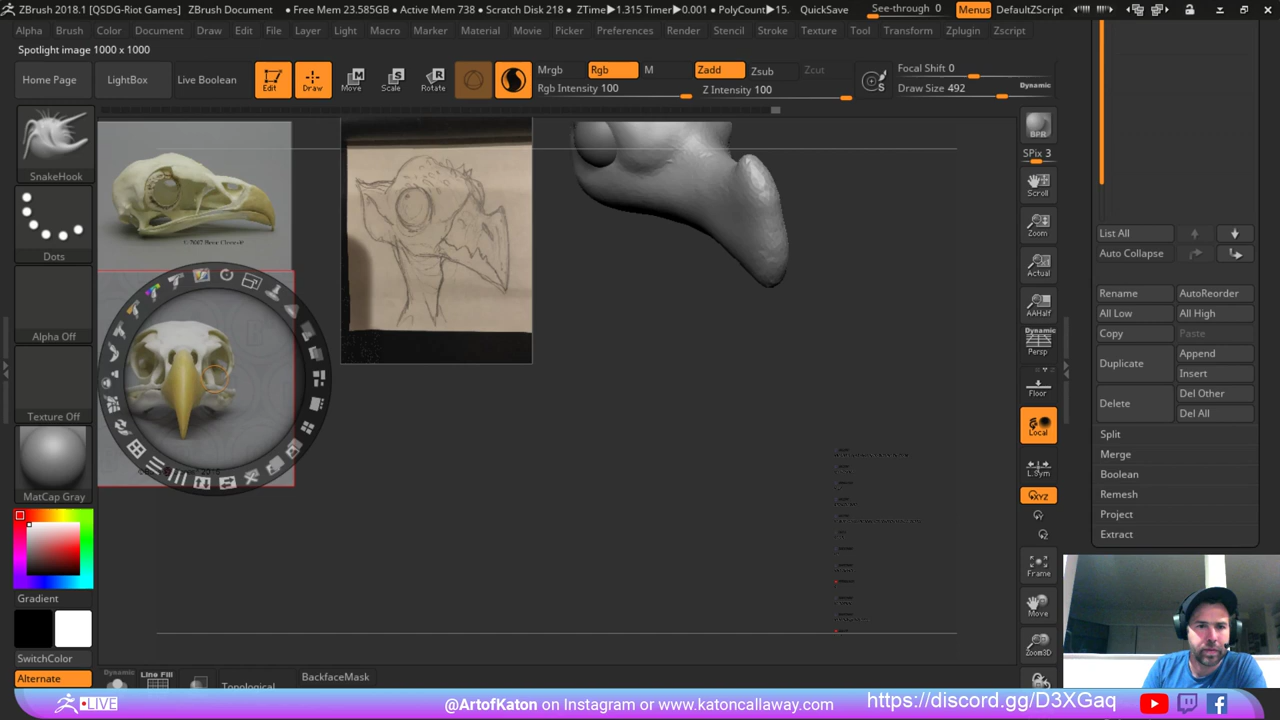 ZBrush 2018.1 [QSDG-Riot Games] ZBrush Document • Free Mem 23.585GB • Active Mem 738 • Scratch Disk 218 • ZTime▶1.315 Timer▶0.001 • PolyCount▶15. QuickSave See-through 0 Menus DefaultZScript
Alpha Brush Color Document Draw Edit File Layer Light Macro Marker Material Movie Picker Preferences Render Stencil Stroke Texture Tool Transform Zplugin Zscript
Spotlight image 1000 x 1000
Home Page LightBox Live Boolean Edit Draw Move Scale Rotate
Mrgb Rgb M Zadd Zsub Zcut
Rgb Intensity 100 Z Intensity 100
Focal Shift 0
Draw Size 492 Dynamic
SnakeHook
Dots
Alpha Off
Texture Off
MatCap Gray
Gradient
SwitchColor
Alternate
BPR
SPix 3
Scroll
Zoom
Actual
AAHalf
Dynamic
Persp
Floor
Local
L.Sym
XYZ
Frame
Move
Zoom3D
List All
Auto Collapse
Rename AutoReorder
All Low All High
Copy Paste
Duplicate Append
Insert
Delete Del Other
Del All
Split
Merge
Boolean
Remesh
Project
Extract
Dynamic Line Fill Topological BackfaceMask
LIVE @ArtofKaton on Instagram or www.katoncallaway.com https://discord.gg/D3XGaq